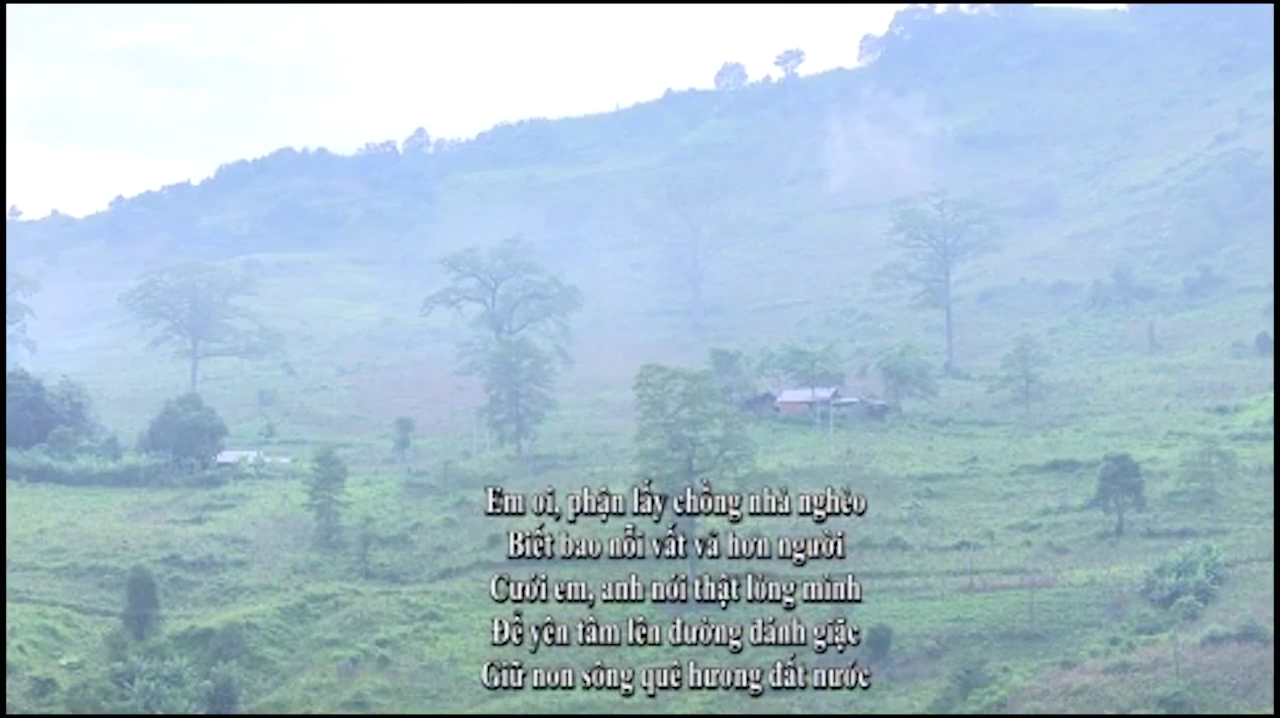 Em ơi, phận lấy chồng nhà nghèo
Biết bao nỗi vất vả hơn người
Cưới em, anh nói thật lòng mình
Để yên tâm lên đường đánh giặc
Giữ non sông quê hương đất nước